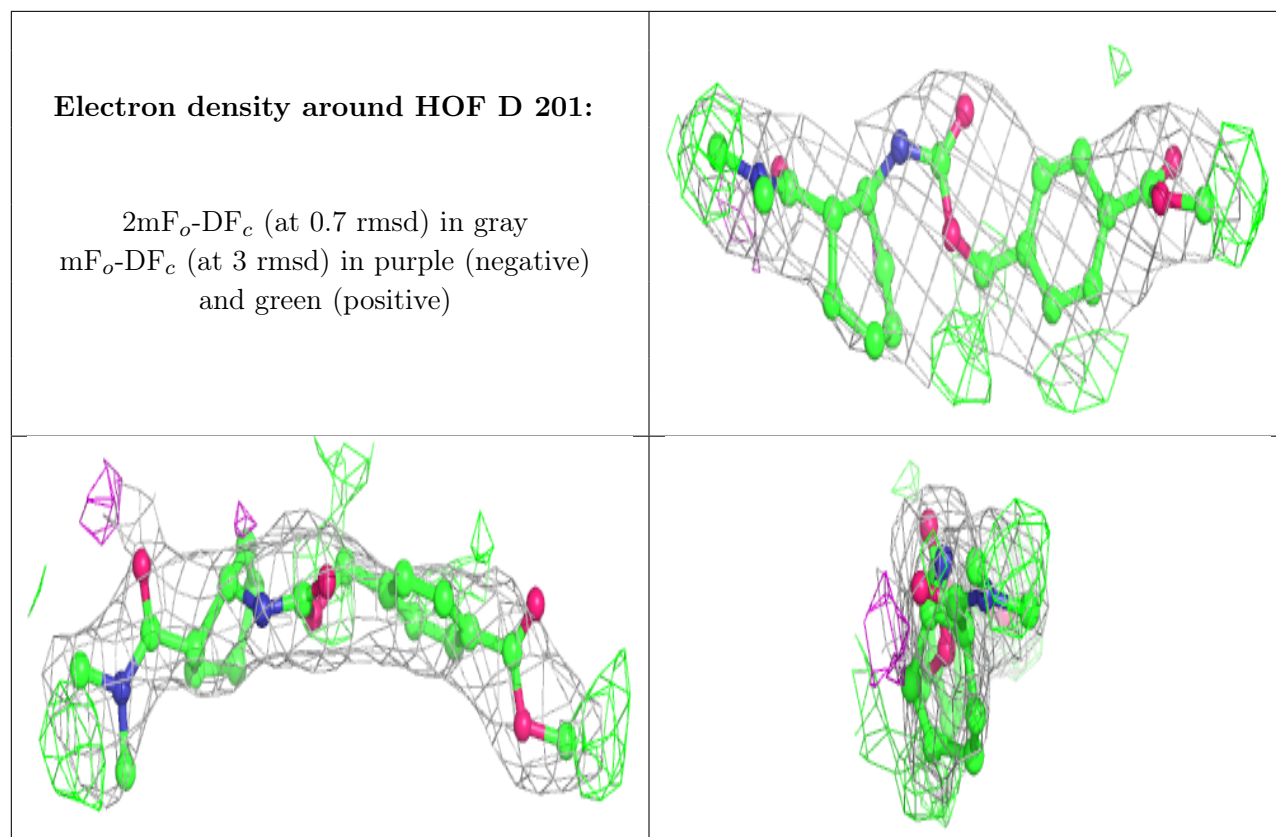 Electron density around HOF D 201:
2mFo-DFc (at 0.7 rmsd) in gray
mFo-DFc (at 3 rmsd) in purple (negative)
and green (positive)